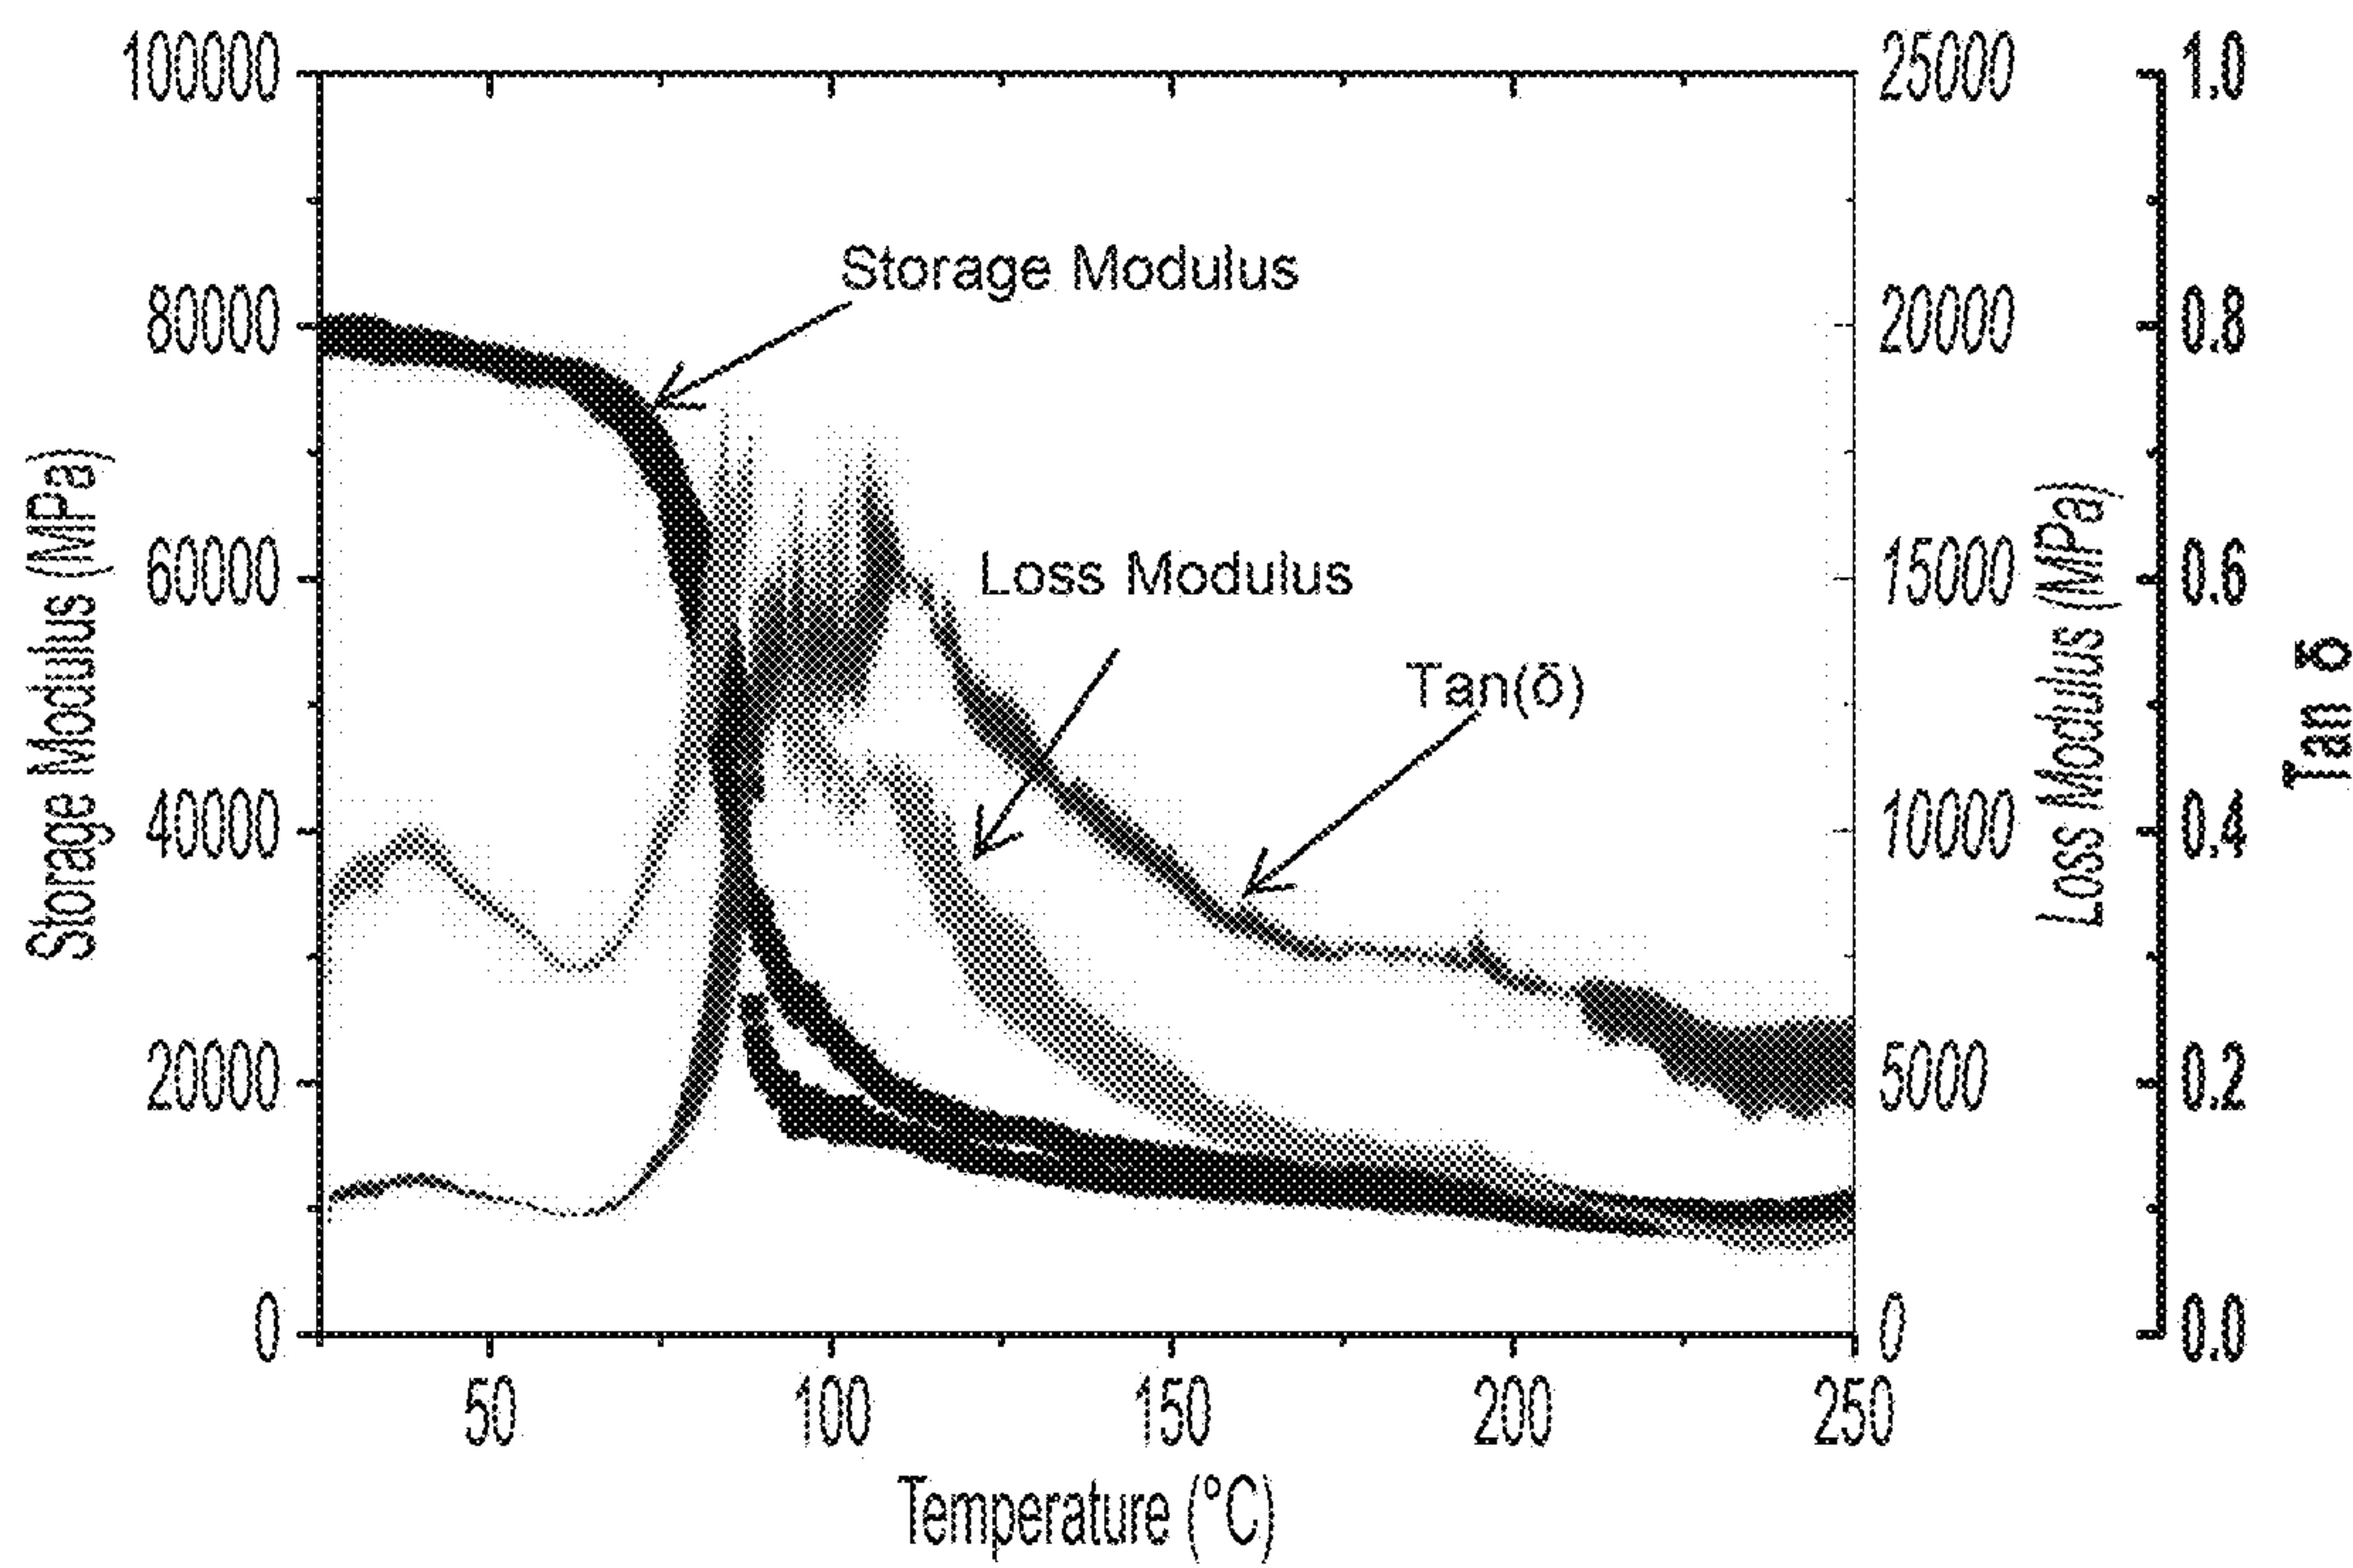 100000
80000
60000
40000
20000
0
Storage Modulus (MPa)
Storage Modulus
Loss Modulus
Tan(δ)
25000
20000
15000
10000
5000
0
Loss Modulus (MPa)
1.0
0.8
0.6
0.4
0.2
0.0
Tan δ
50 100 150 200 250
Temperature (°C)